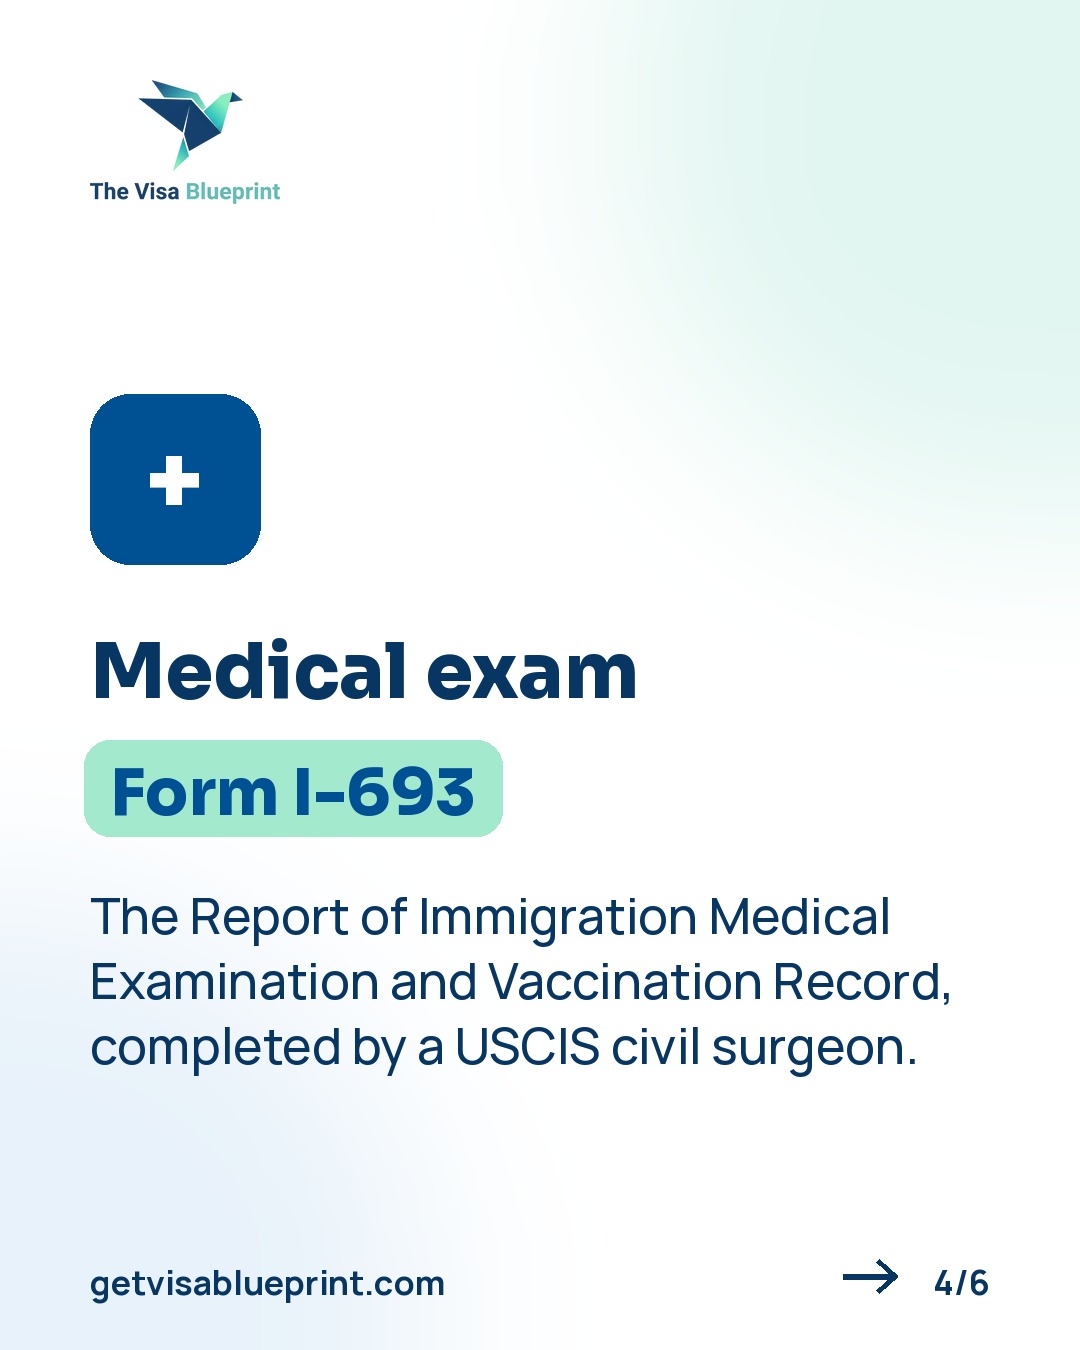 The Visa Blueprint
Medical exam
Form I-693
The Report of Immigration Medical
Examination and Vaccination Record,
completed by a USCIS civil surgeon.
getvisablueprint.com
4/6